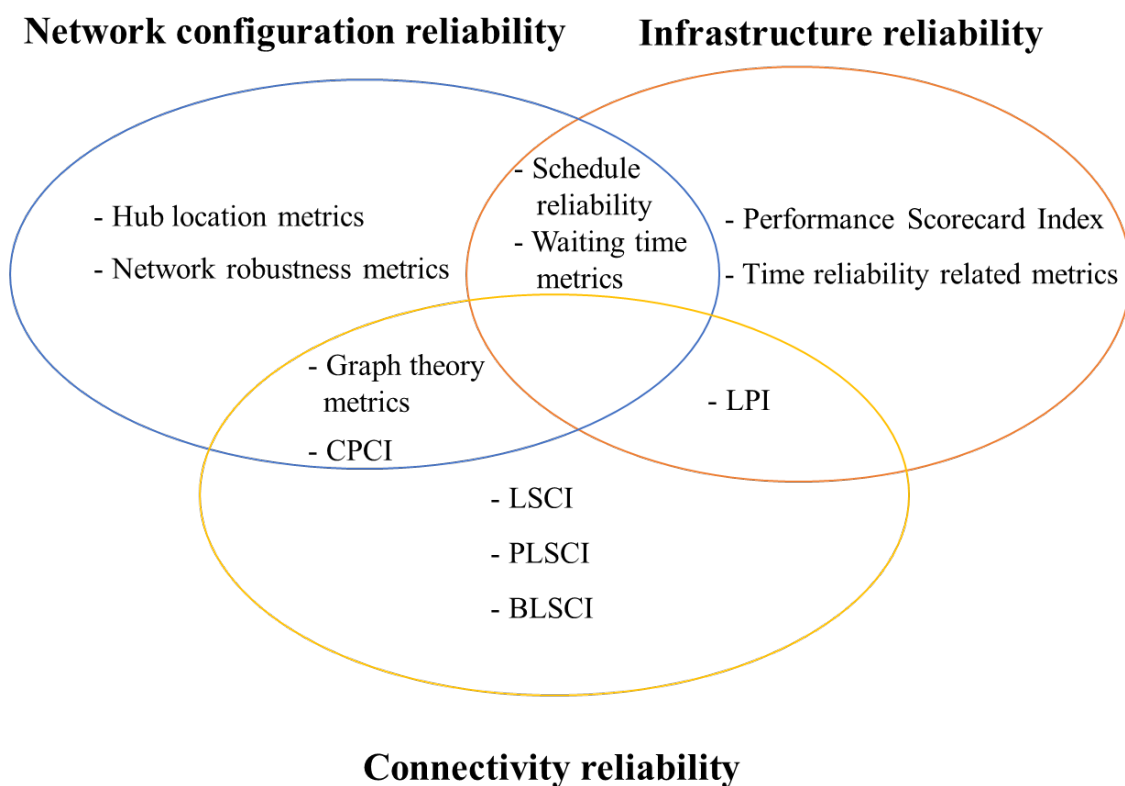 Network configuration reliability
Infrastructure reliability
- Hub location metrics
- Network robustness metrics
- Schedule
reliability
- Waiting time
metrics
- Performance Scorecard Index
- Time reliability related metrics
- Graph theory
metrics
- CPCI
- LPI
- LSCI
- PLSCI
- BLSCI
Connectivity reliability